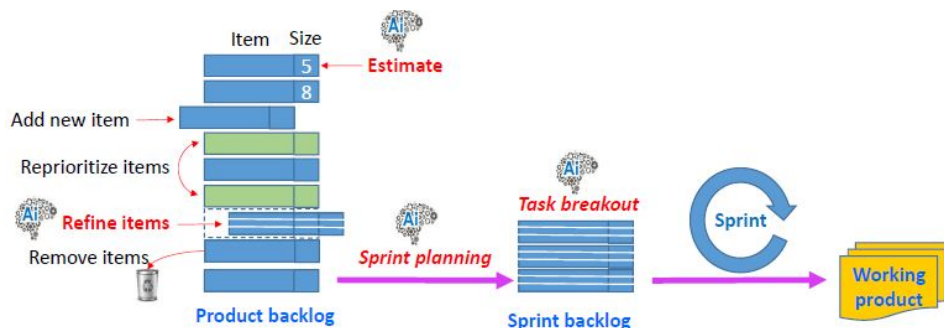 Item Size
Ai
5
Estimate
8
Add new item
Reprioritize items
Ai
Refine items
Remove items
Product backlog
Ai
Sprint planning
Ai
Task breakout
Sprint backlog
Sprint
Working
product